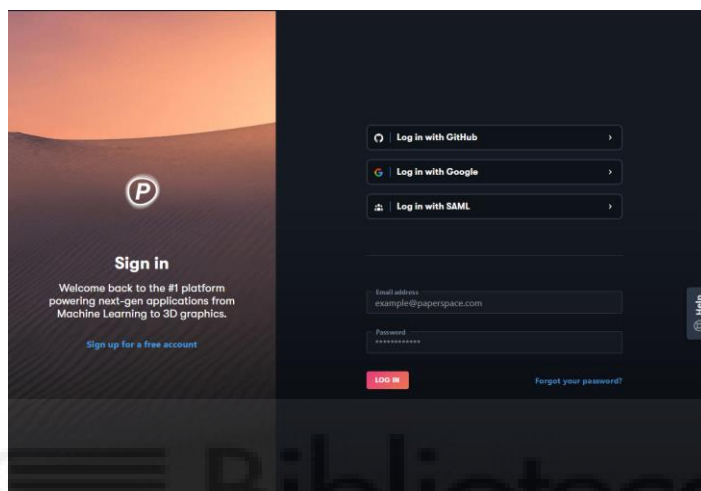 P
Sign in
Welcome back to the #1 platform
powering next-gen applications from
Machine Learning to 3D graphics.
Sign up for a free account
Log in with GitHub
G Log in with Google
Log in with SAML
Email address
example@paperspace.com
Password
************
LOG IN
Forgot your password?
Help
Bibliotec